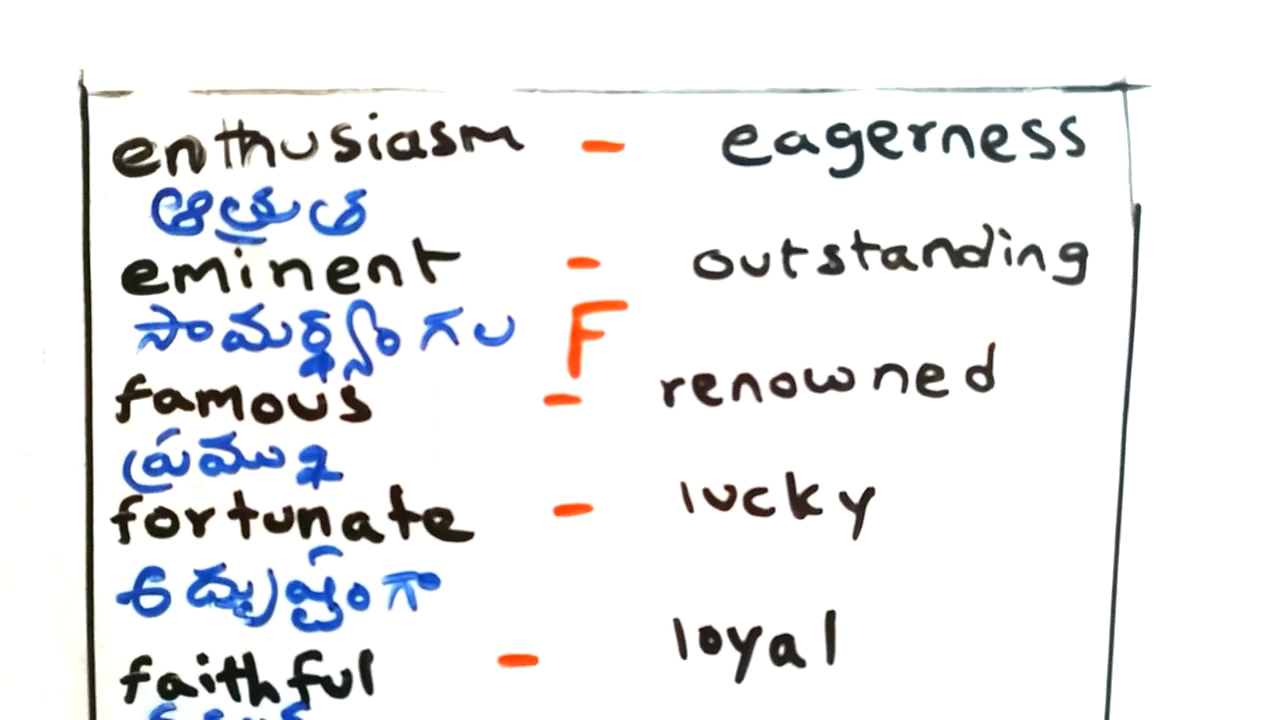 enthusiasm - eagerness
ఆత్రుత
eminent - outstanding
సామర్థ్యంగల
F
famous - renowned
ప్రముఖ
fortunate - lucky
అదృష్టంగా
faithful - loyal